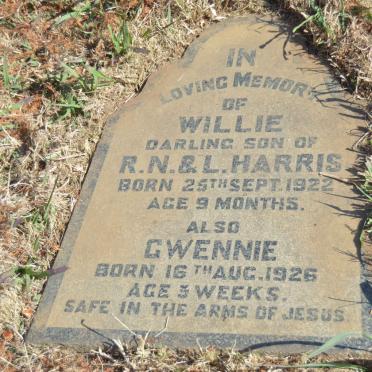 IN
LOVING MEMORY
OF
WILLIE
DARLING SON OF
R.N.& L. HARRIS
BORN 25TH SEPT. 1922
AGE 9 MONTHS.
ALSO
GWENNIE
BORN 16TH AUG. 1926
AGE 3 WEEKS.
SAFE IN THE ARMS OF JESUS